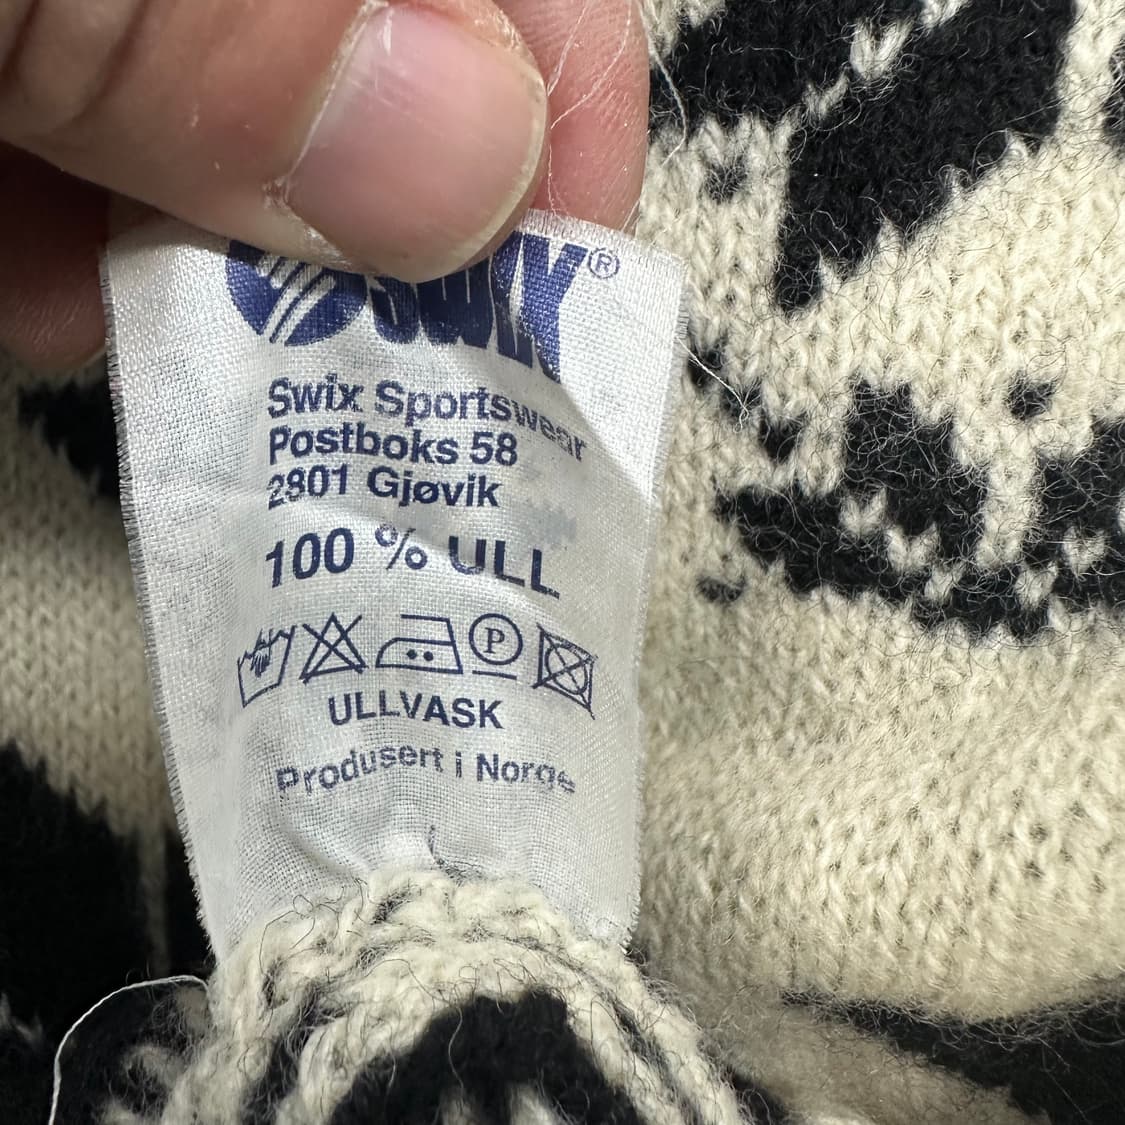 SWIX®
Swix Sportswear
Postboks 58
2801 Gjøvik
100 % ULL
P
ULLVASK
Produsert i Norge